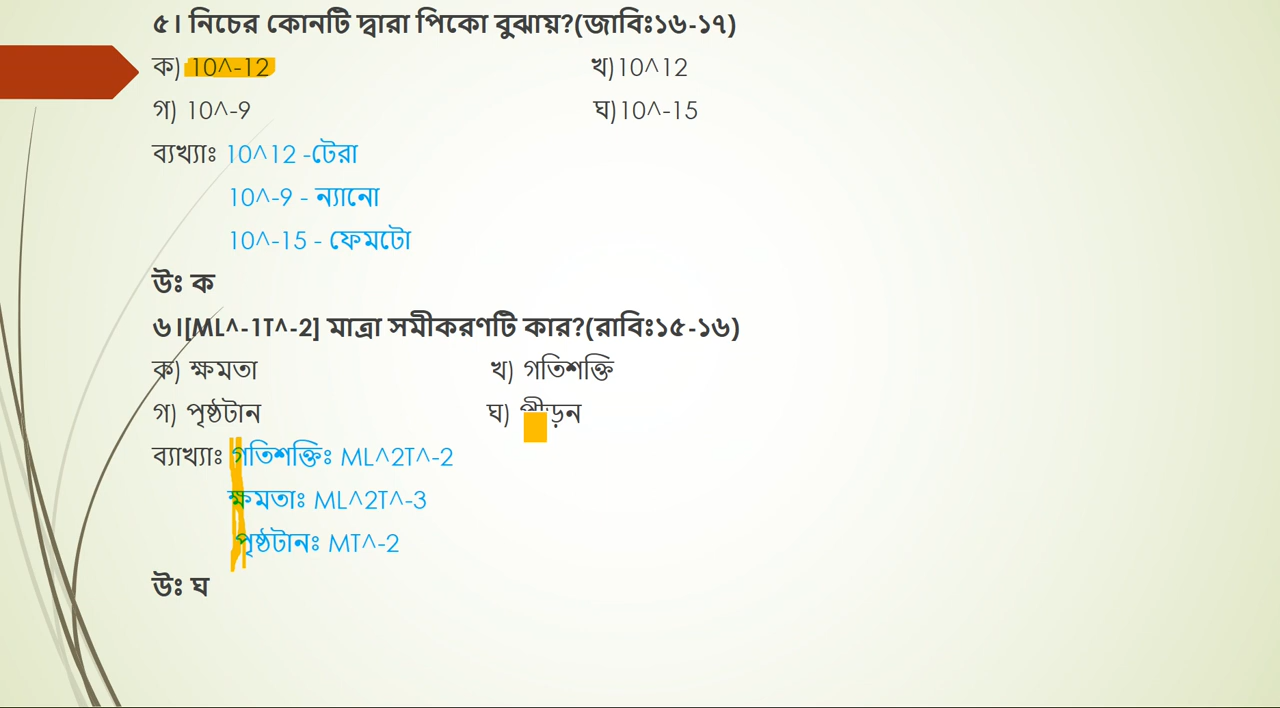 ৫। নিচের কোনটি দ্বারা পিকো বুঝায়?(জাবিঃ১৬-১৭)
ক) 10^-12 খ)10^12
গ) 10^-9 ঘ)10^-15
ব্যখ্যাঃ 10^12 -টেরা
10^-9 - ন্যানো
10^-15 - ফেমটো
উঃ ক
৬।[ML^-1T^-2] মাত্রা সমীকরণটি কার?(রাবিঃ১৫-১৬)
ক) ক্ষমতা খ) গতিশক্তি
গ) পৃষ্ঠটান ঘ) পীড়ন
ব্যাখ্যাঃ গতিশক্তিঃ ML^2T^-2
ক্ষমতাঃ ML^2T^-3
পৃষ্ঠটানঃ MT^-2
উঃ ঘ